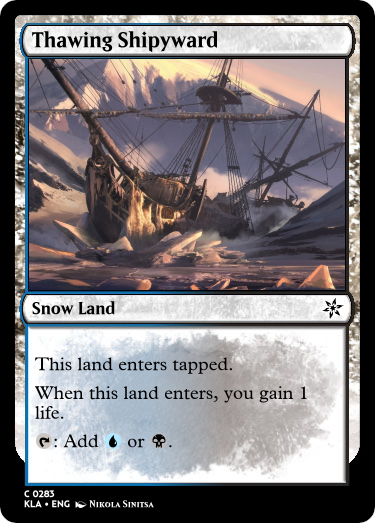 Thawing Shipyward
Snow Land
This land enters tapped.
When this land enters, you gain 1
life.
: Add or .
C 0283
KLA • ENG Nikola Sinitsa